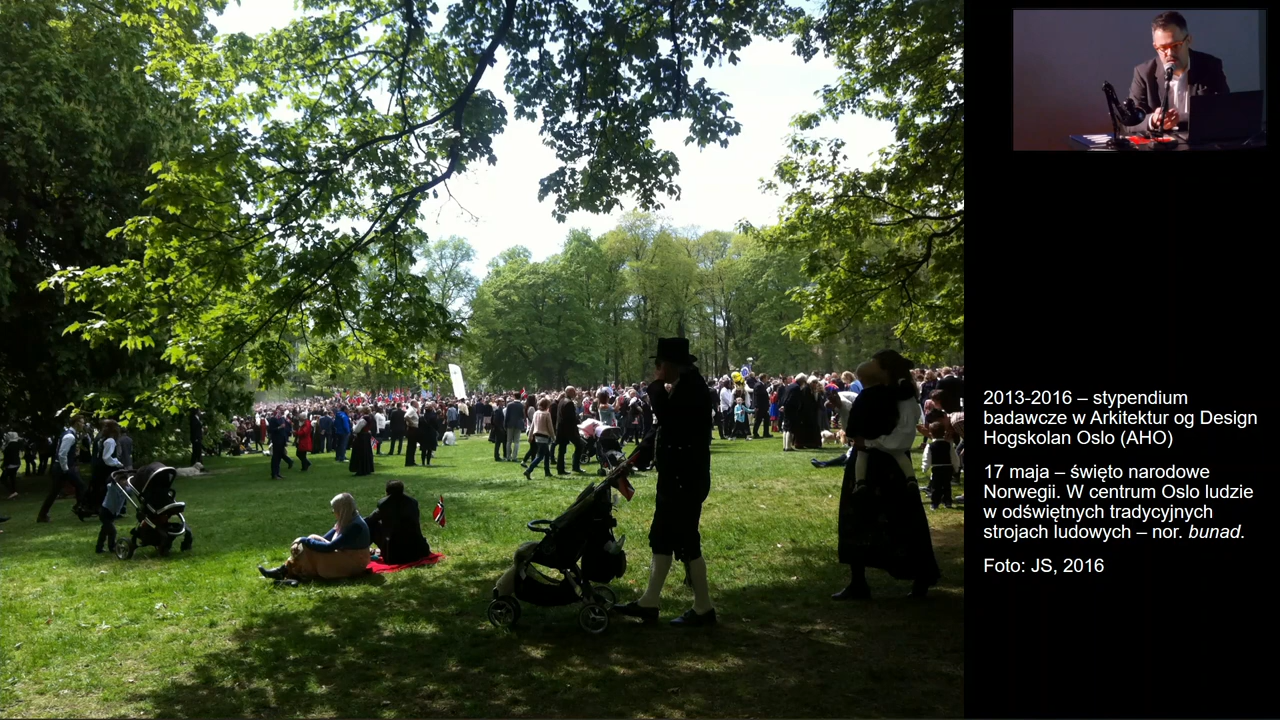 2013-2016 – stypendium
badawcze w Arkitektur og Design
Hogskolan Oslo (AHO)
17 maja – święto narodowe
Norwegii. W centrum Oslo ludzie
w odświętnych tradycyjnych
strojach ludowych – nor. bunad.
Foto: JS, 2016